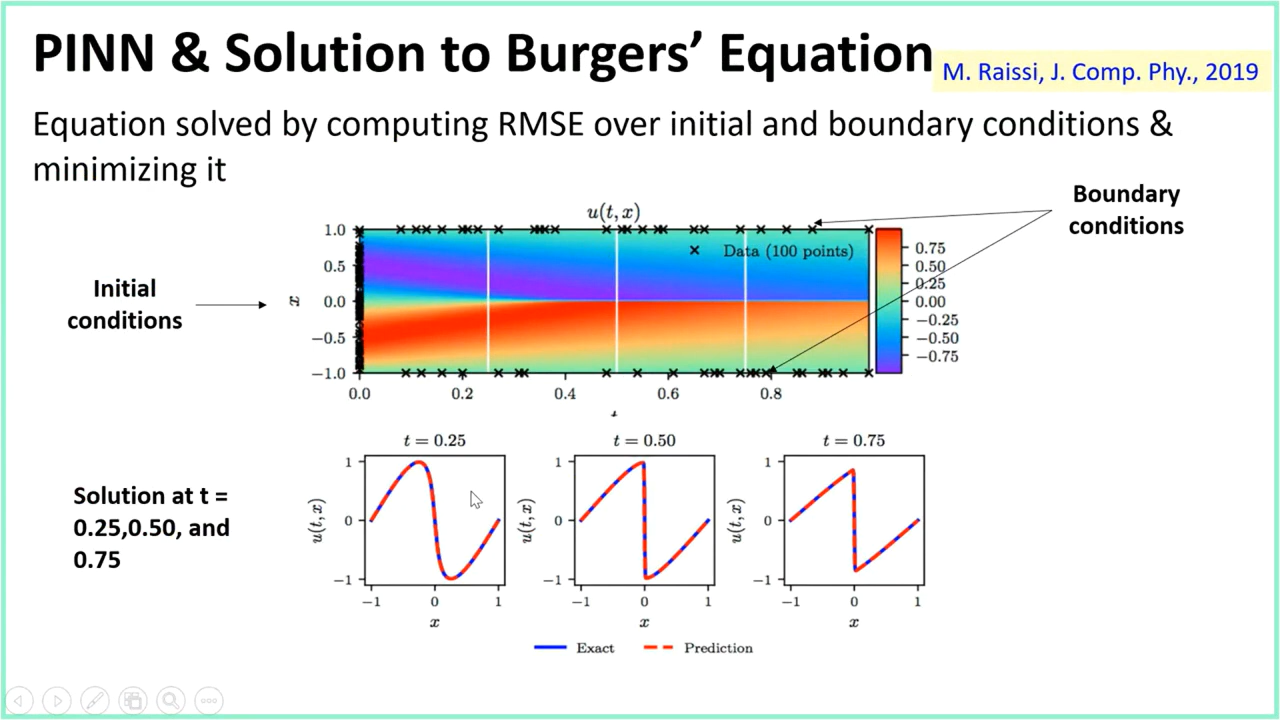 PINN & Solution to Burgers’ Equation
M. Raissi, J. Comp. Phy., 2019
Equation solved by computing RMSE over initial and boundary conditions &
minimizing it
Boundary
conditions
u(t, x)
Data (100 points)
Initial
conditions
x
1.0
0.5
0.0
−0.5
−1.0
0.0 0.2 0.4 0.6 0.8
0.75
0.50
0.25
0.00
−0.25
−0.50
−0.75
Solution at t =
0.25,0.50, and
0.75
t = 0.25
u(t, x)
1
0
−1
−1 0 1
x
t = 0.50
u(t, x)
1
0
−1
−1 0 1
x
t = 0.75
u(t, x)
1
0
−1
−1 0 1
x
Exact Prediction